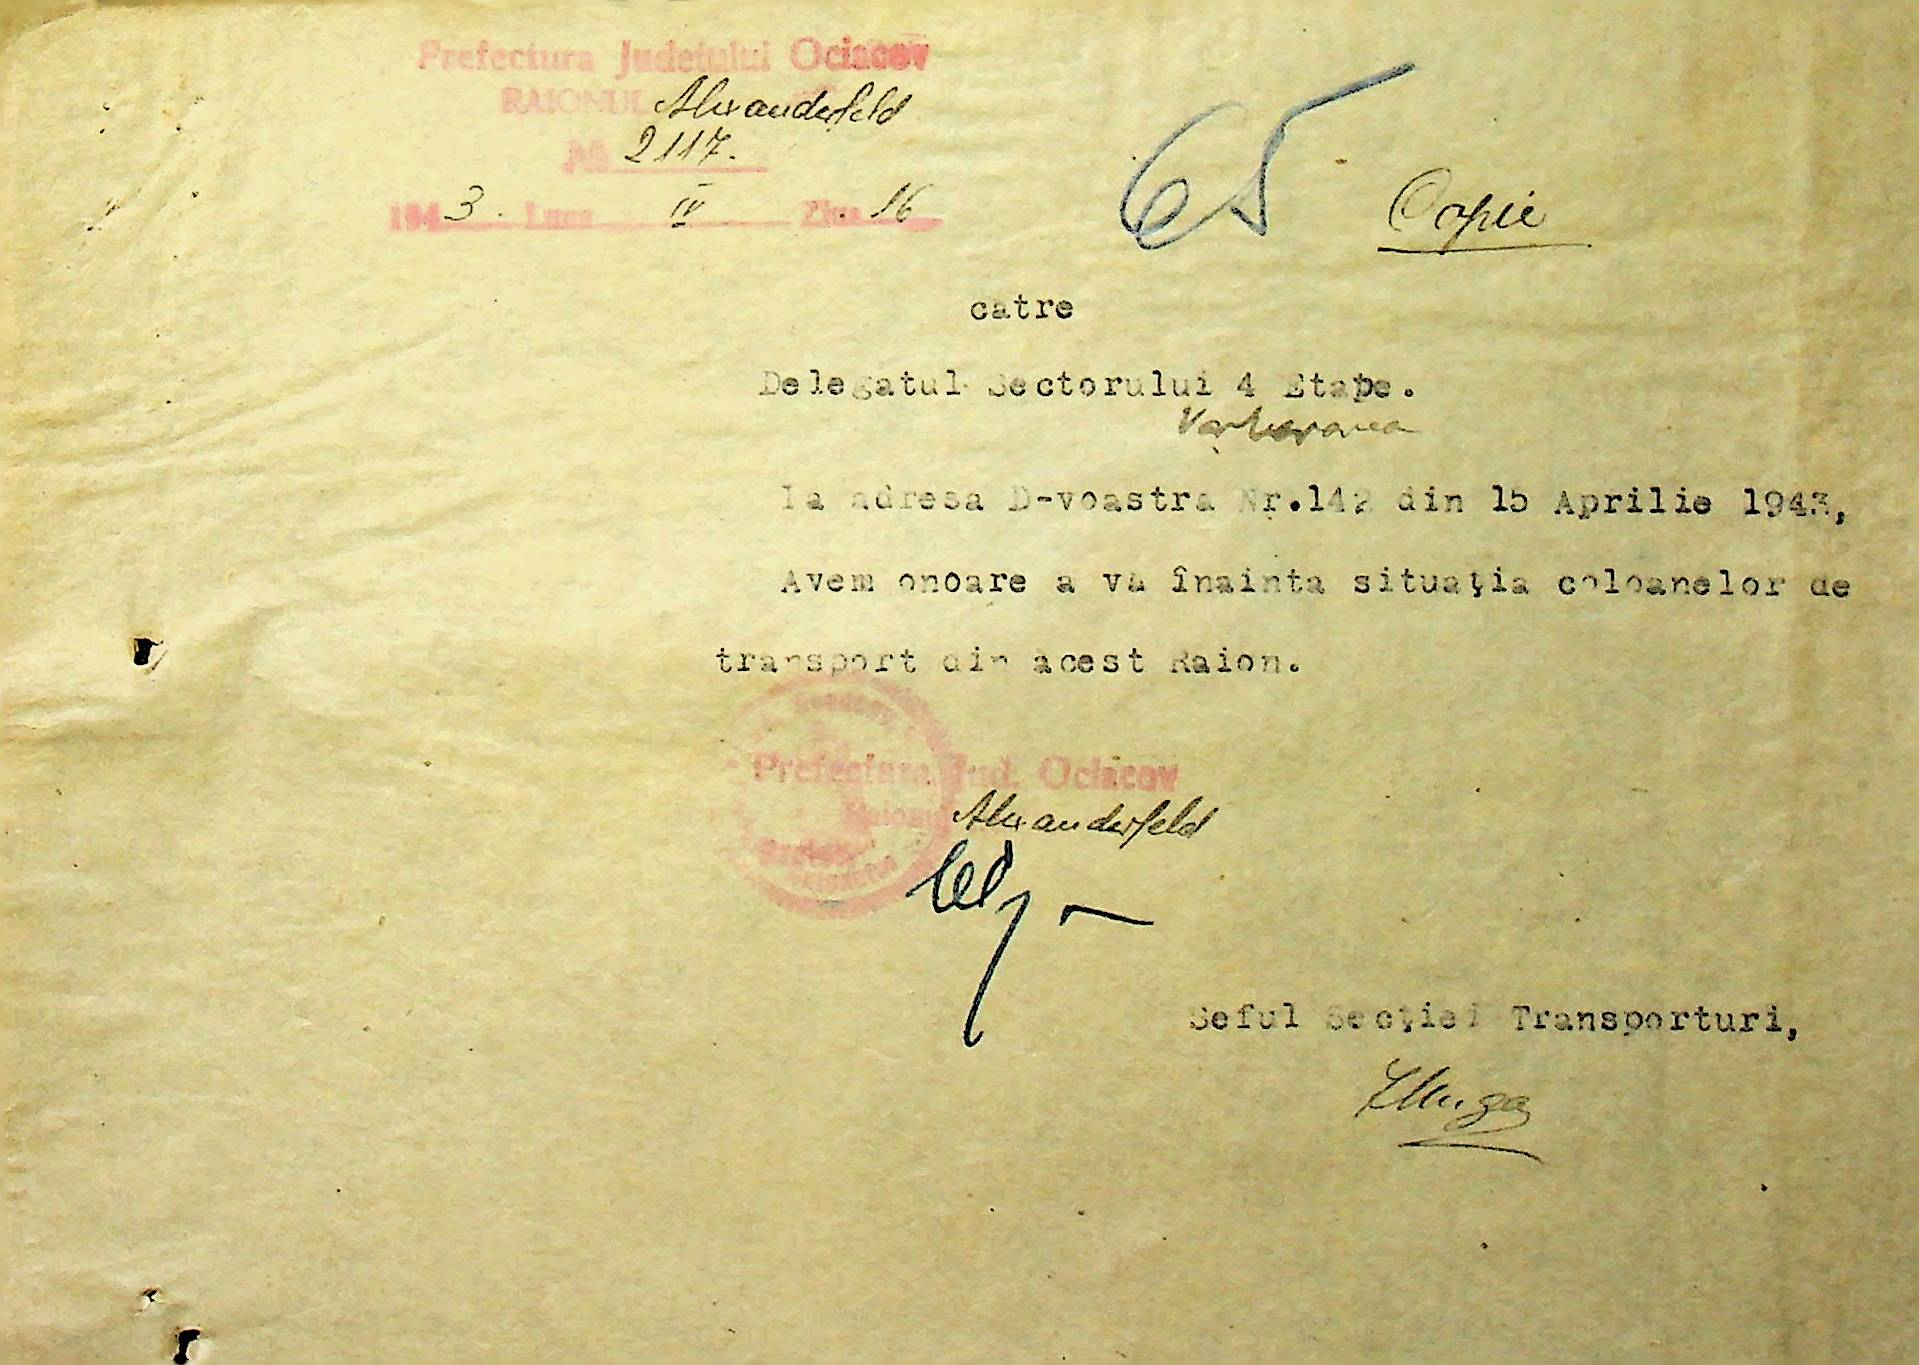 Prefectura Judeţului Ociacov
RAIONUL Alexanderfeld
№ 2117.
1943. Luna IV Ziua 16
65
Copie
catre
Delegatul Sectorului 4 Etape.
la adresa D-voastra Nr.142 din 15 Aprilie 1943,
Avem onoare a vă înainta situaţia coloanelor de
transport din acest Raion.
Prefectura Jud. Ociacov
Raionul Alexanderfeld
Seful Secţiei Transporturi,